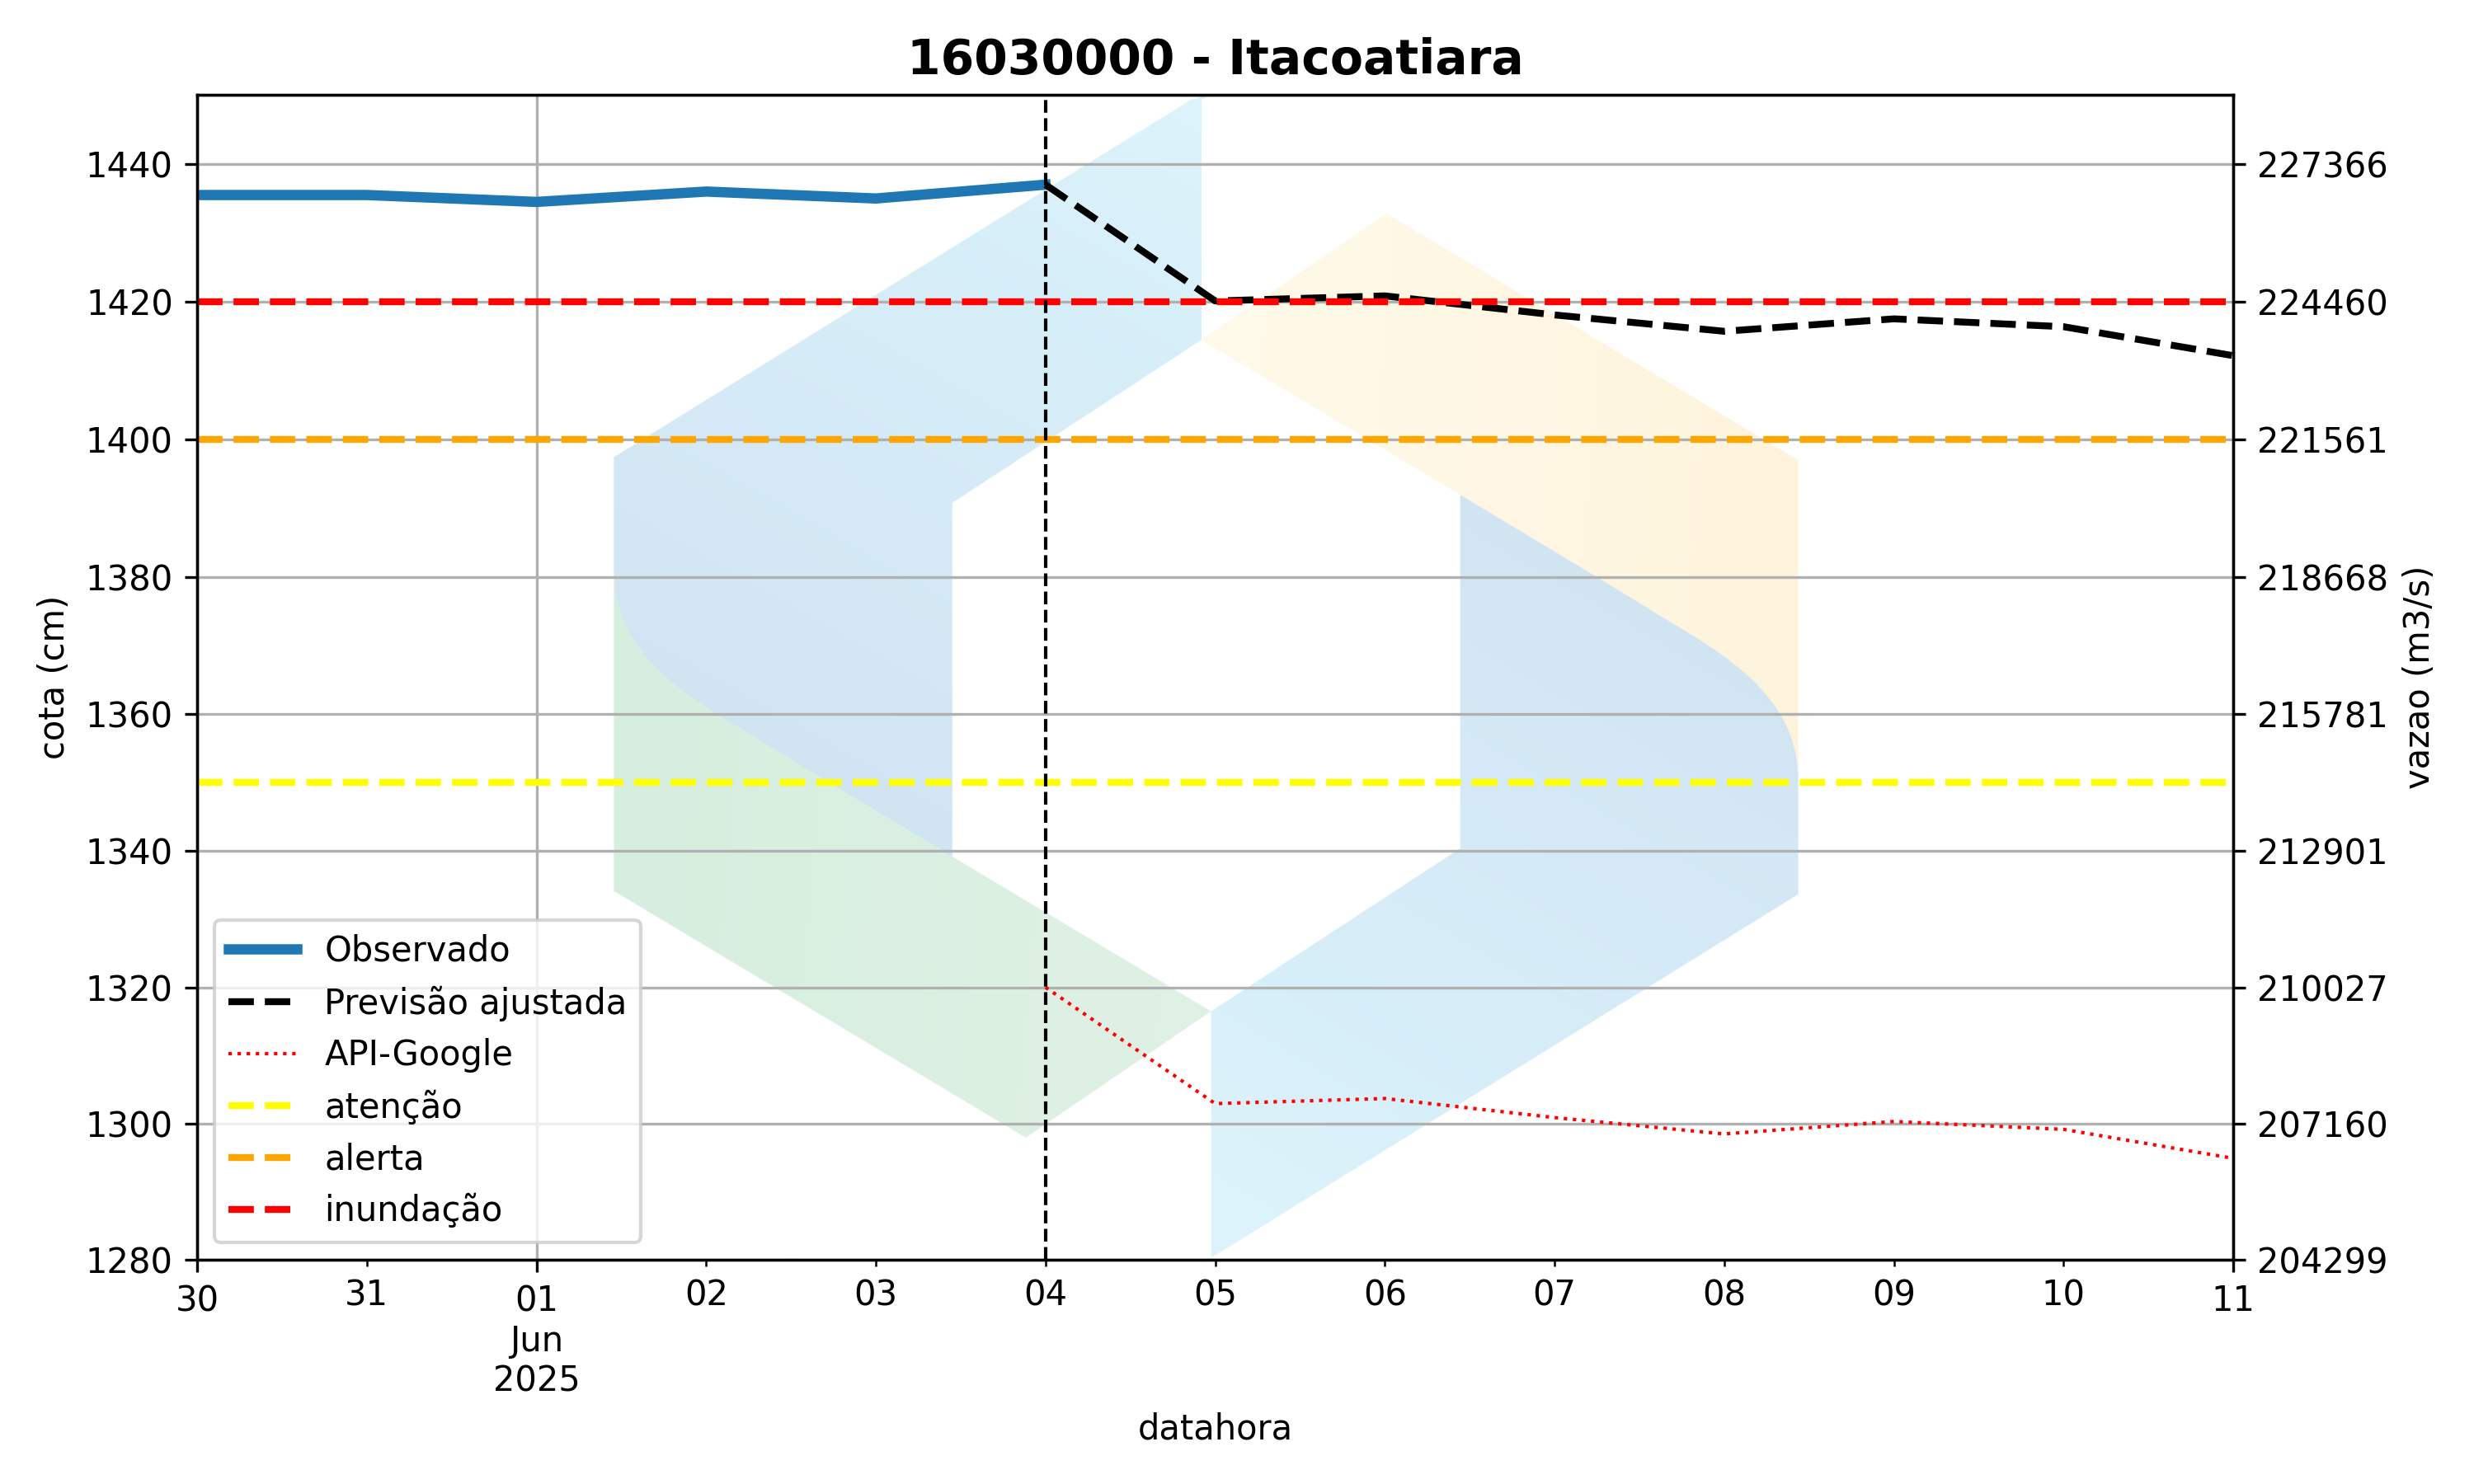 16030000 - Itacoatiara
1440
1420
1400
1380
1360
1340
1320
1300
1280
cota (cm)
227366
224460
221561
218668
215781
212901
210027
207160
204299
vazao (m3/s)
Observado
Previsão ajustada
API-Google
atenção
alerta
inundação
30 31 01 02 03 04 05 06 07 08 09 10 11
Jun
2025
datahora